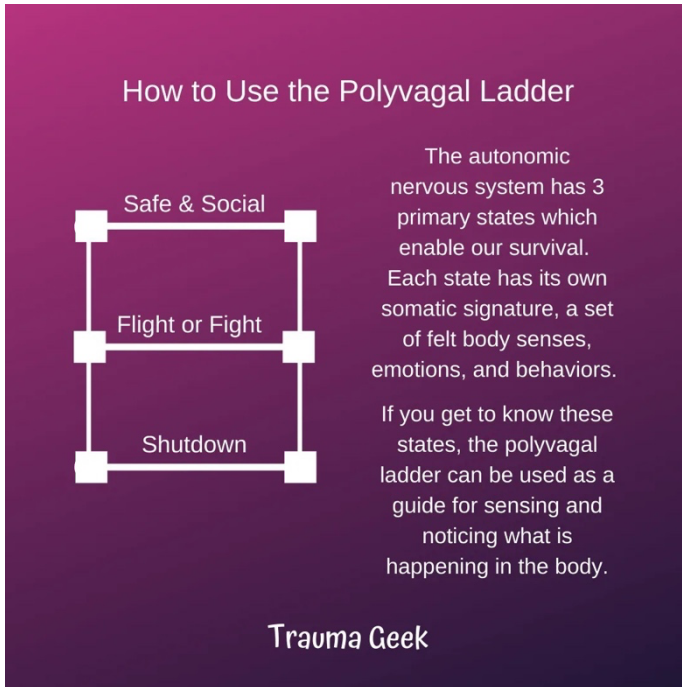 How to Use the Polyvagal Ladder
Safe & Social
Flight or Fight
Shutdown
The autonomic
nervous system has 3
primary states which
enable our survival.
Each state has its own
somatic signature, a set
of felt body senses,
emotions, and behaviors.
If you get to know these
states, the polyvagal
ladder can be used as a
guide for sensing and
noticing what is
happening in the body.
Trauma Geek